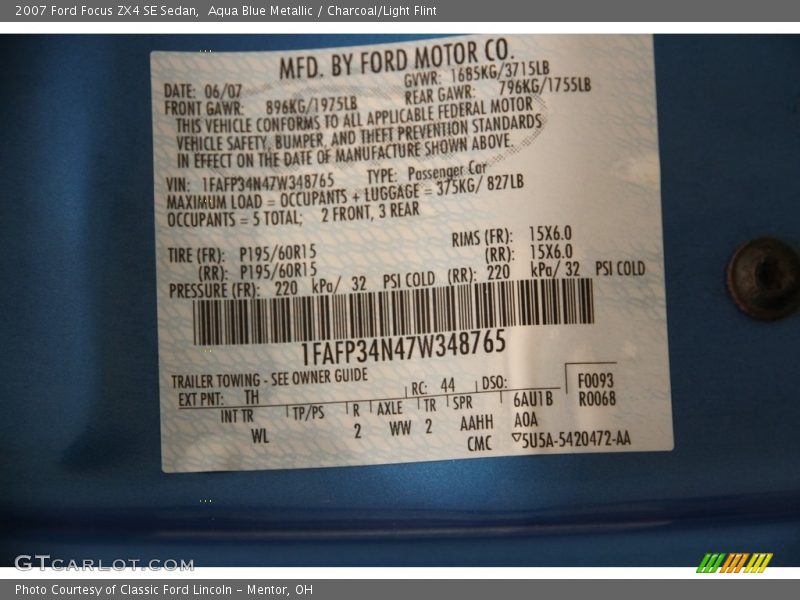 2007 Ford Focus ZX4 SE Sedan,  Aqua Blue Metallic / Charcoal/Light Flint
MFD. BY FORD MOTOR CO.
DATE: 06/07 GVWR: 1685KG/3715LB
FRONT GAWR: 896KG/1975LB REAR GAWR: 796KG/1755LB
THIS VEHICLE CONFORMS TO ALL APPLICABLE FEDERAL MOTOR
VEHICLE SAFETY, BUMPER, AND THEFT PREVENTION STANDARDS
IN EFFECT ON THE DATE OF MANUFACTURE SHOWN ABOVE.
VIN: 1FAFP34N47W348765 TYPE: Passenger Car
MAXIMUM LOAD = OCCUPANTS + LUGGAGE = 375KG/ 827LB
OCCUPANTS = 5 TOTAL; 2 FRONT, 3 REAR
TIRE (FR): P195/60R15 RIMS (FR): 15X6.0
(RR): P195/60R15 (RR): 15X6.0
PRESSURE (FR): 220 kPa/ 32 PSI COLD (RR): 220 kPa/ 32 PSI COLD
1FAFP34N47W348765
TRAILER TOWING - SEE OWNER GUIDE
EXT PNT: TH RC: 44 DSO: F0093
INT TR TP/PS R AXLE TR SPR 6AU1B R0068
WL 2 WW 2 AAHH A0A
CMC 5U5A-5420472-AA
GTCARLOT.COM
Photo Courtesy of Classic Ford Lincoln - Mentor, OH